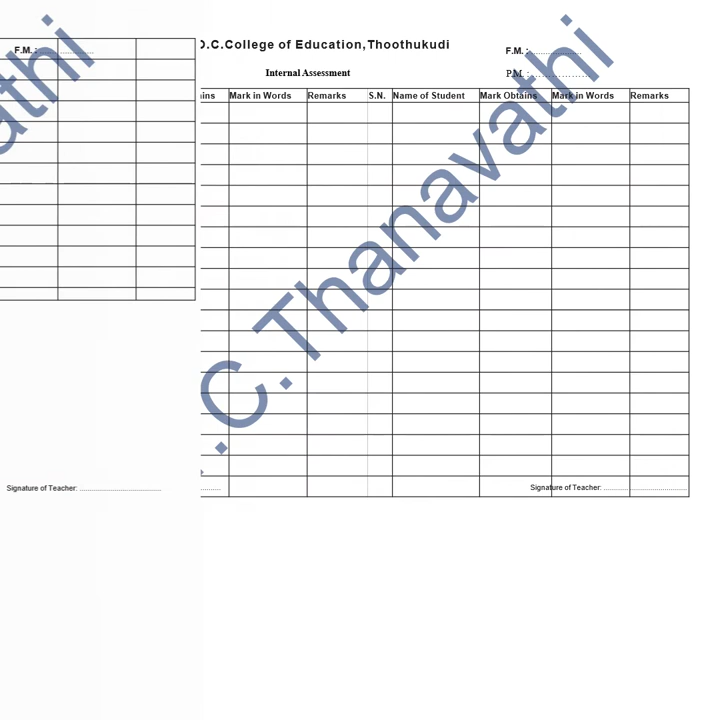 F.M. : ....................
Signature of Teacher: ..........................................
.C.College of Education,Thoothukudi
F.M. : ....................
Internal Assessment
P.M. : ....................
Mark in Words Remarks S.N. Name of Student Mark Obtains Mark in Words Remarks
Signature of Teacher: ..........................................
.C.Thanavathi